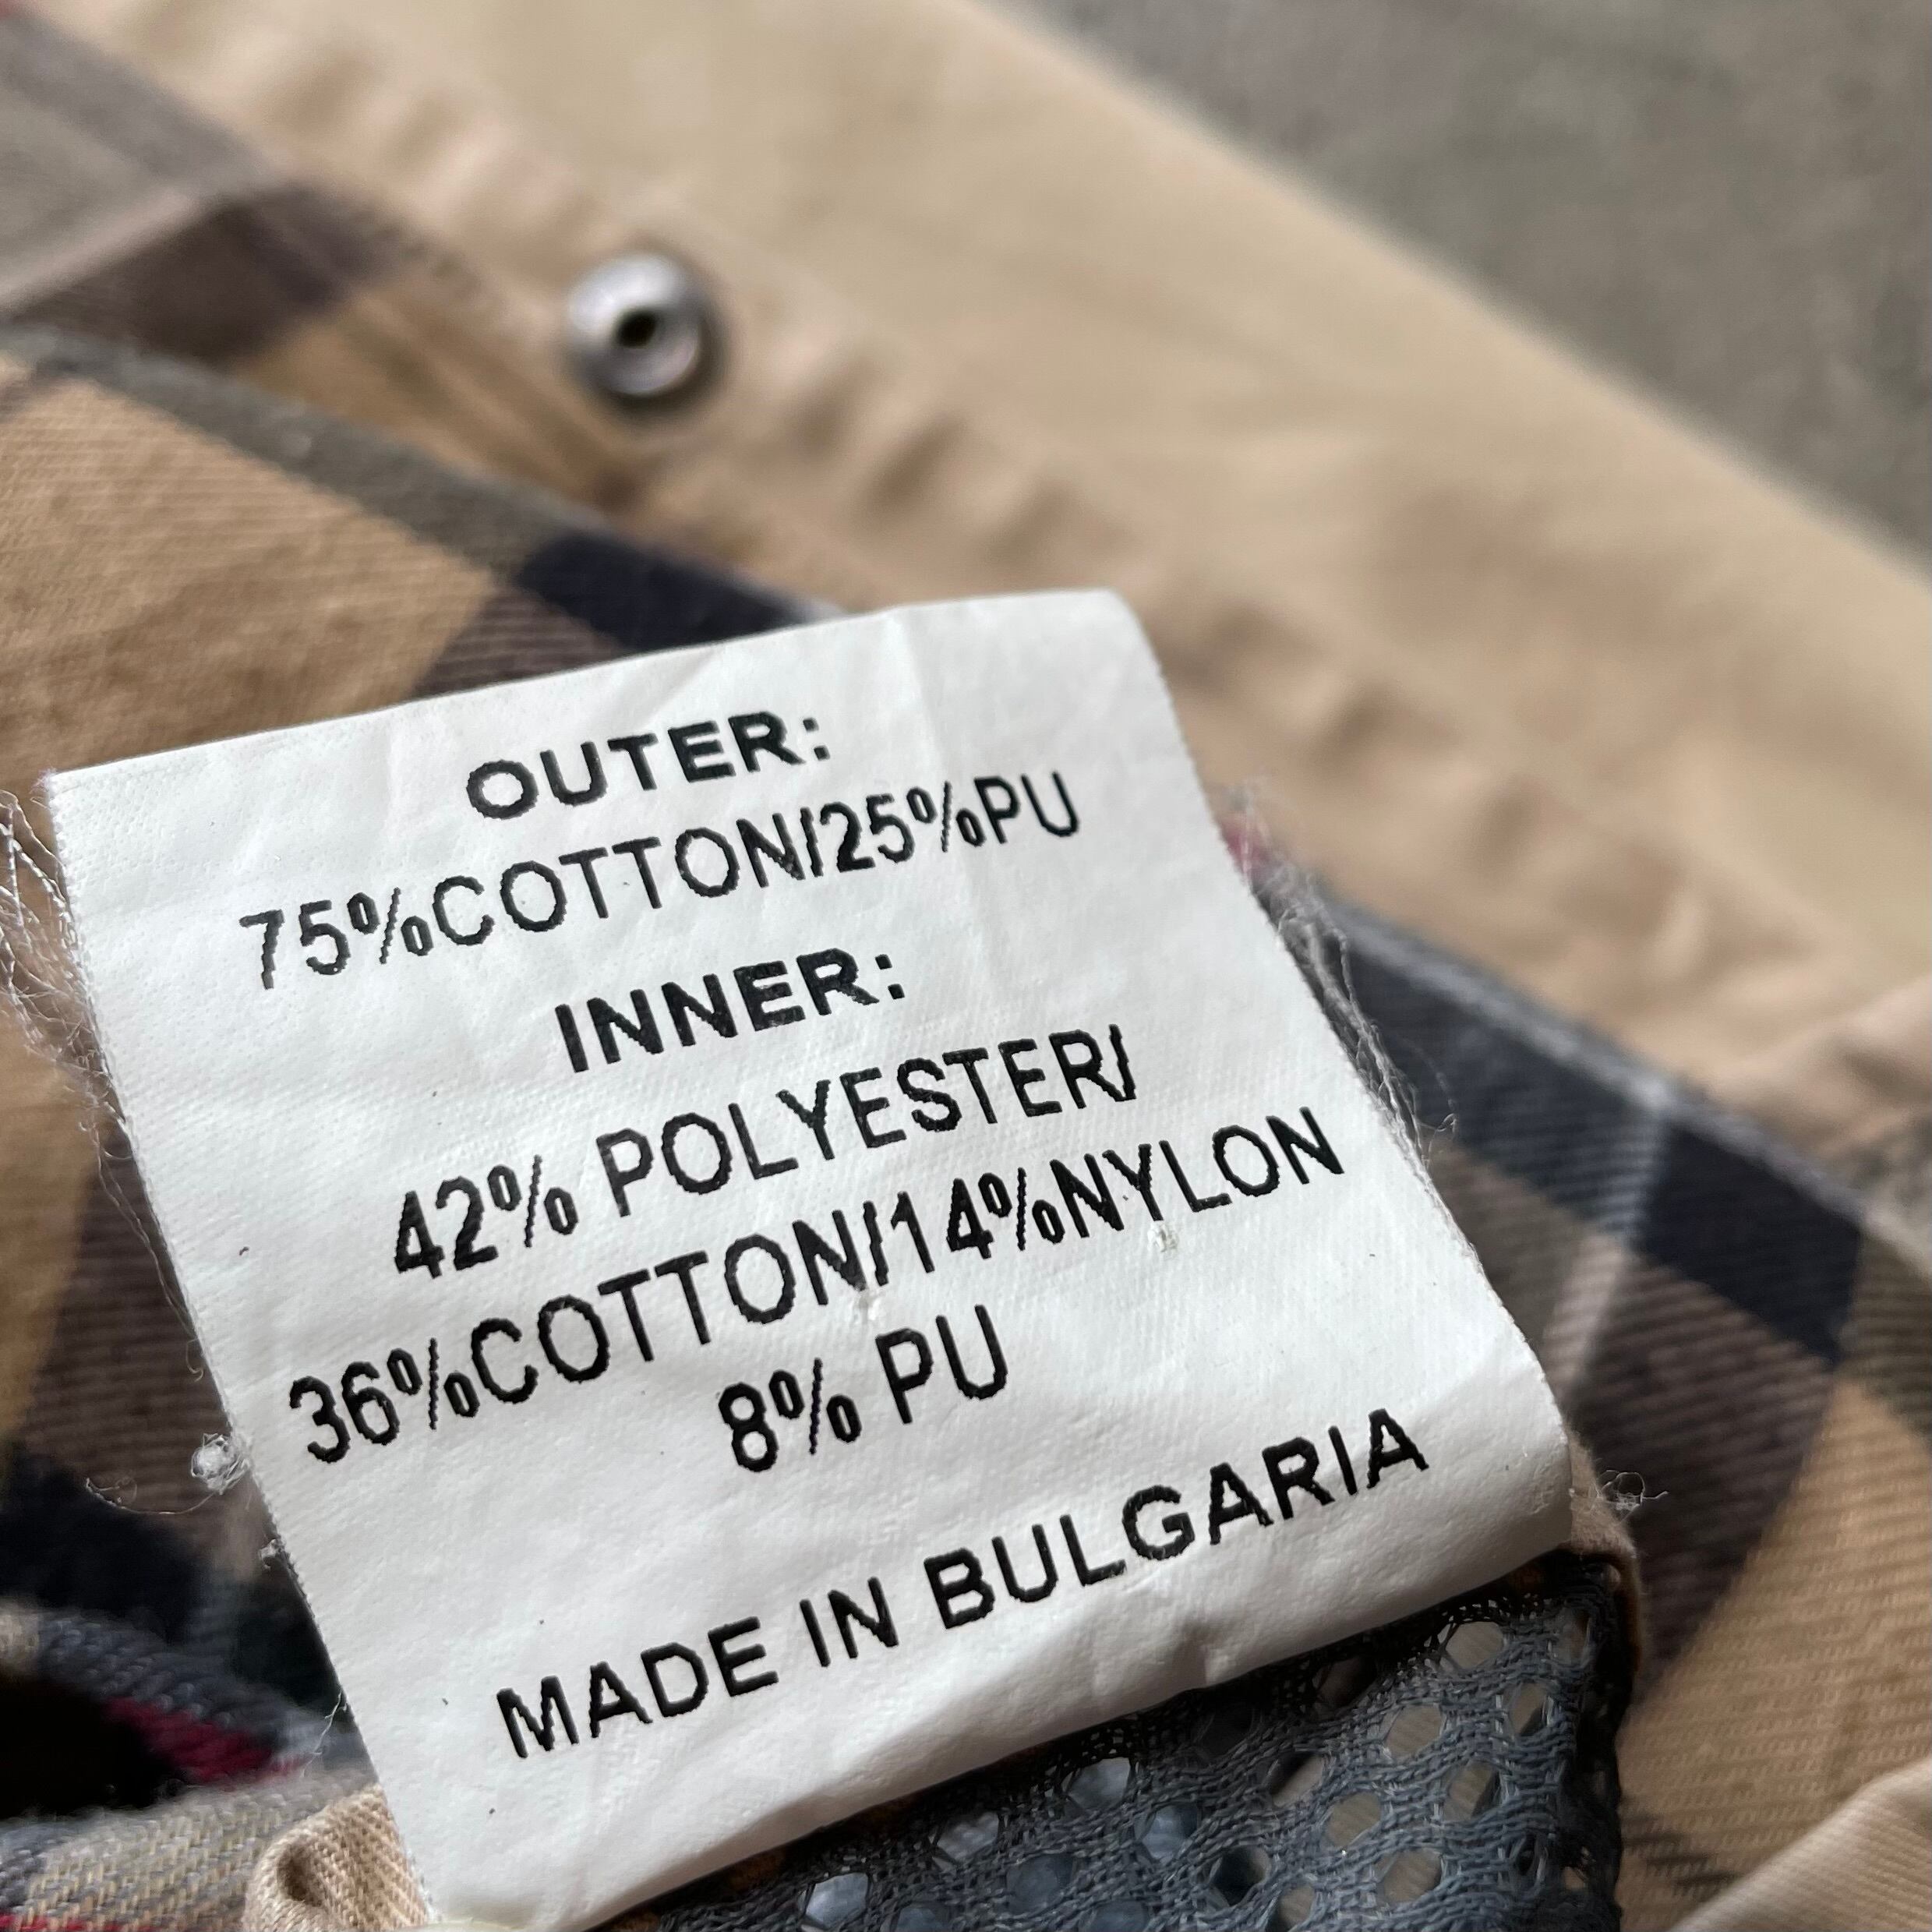 OUTER:
75%COTTON/25%PU
INNER:
42% POLYESTER/
36%COTTON/14%NYLON
8% PU
MADE IN BULGARIA